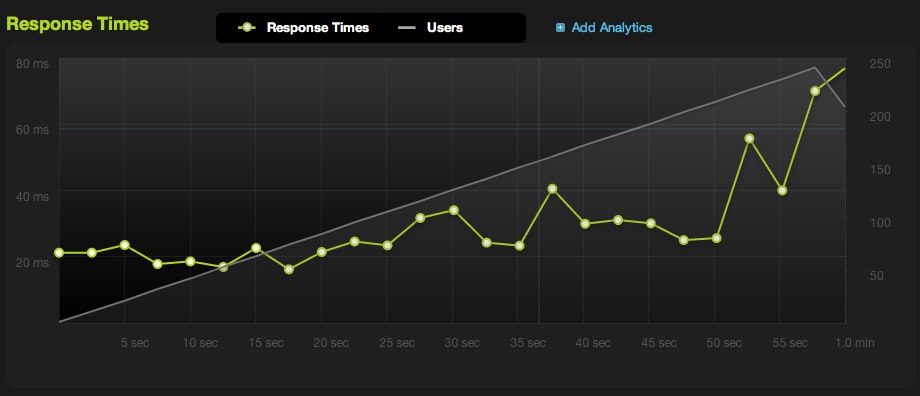 Response Times
Response Times Users Add Analytics
80 ms 250
200
60 ms
150
40 ms
100
20 ms
50
5 sec 10 sec 15 sec 20 sec 25 sec 30 sec 35 sec 40 sec 45 sec 50 sec 55 sec 1.0 min